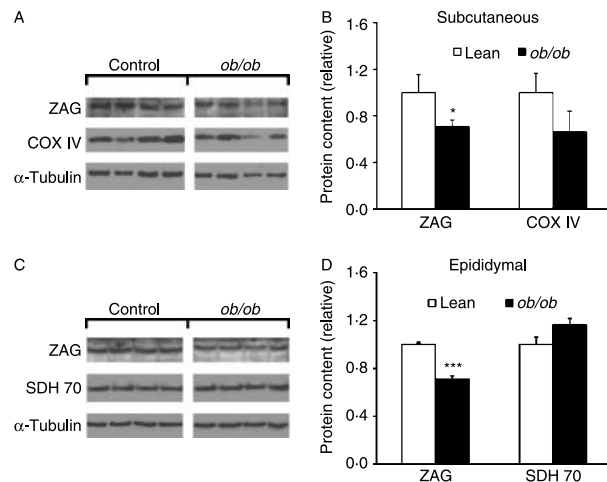 A
Control
ob/ob
ZAG
COX IV
α-Tubulin
B
Subcutaneous
Lean
ob/ob
Protein content (relative)
1·6
1·2
0·8
0·4
0·0
*
ZAG
COX IV
C
Control
ob/ob
ZAG
SDH 70
α-Tubulin
D
Epididymal
Lean
ob/ob
Protein content (relative)
1·6
1·2
0·8
0·4
0·0
***
ZAG
SDH 70